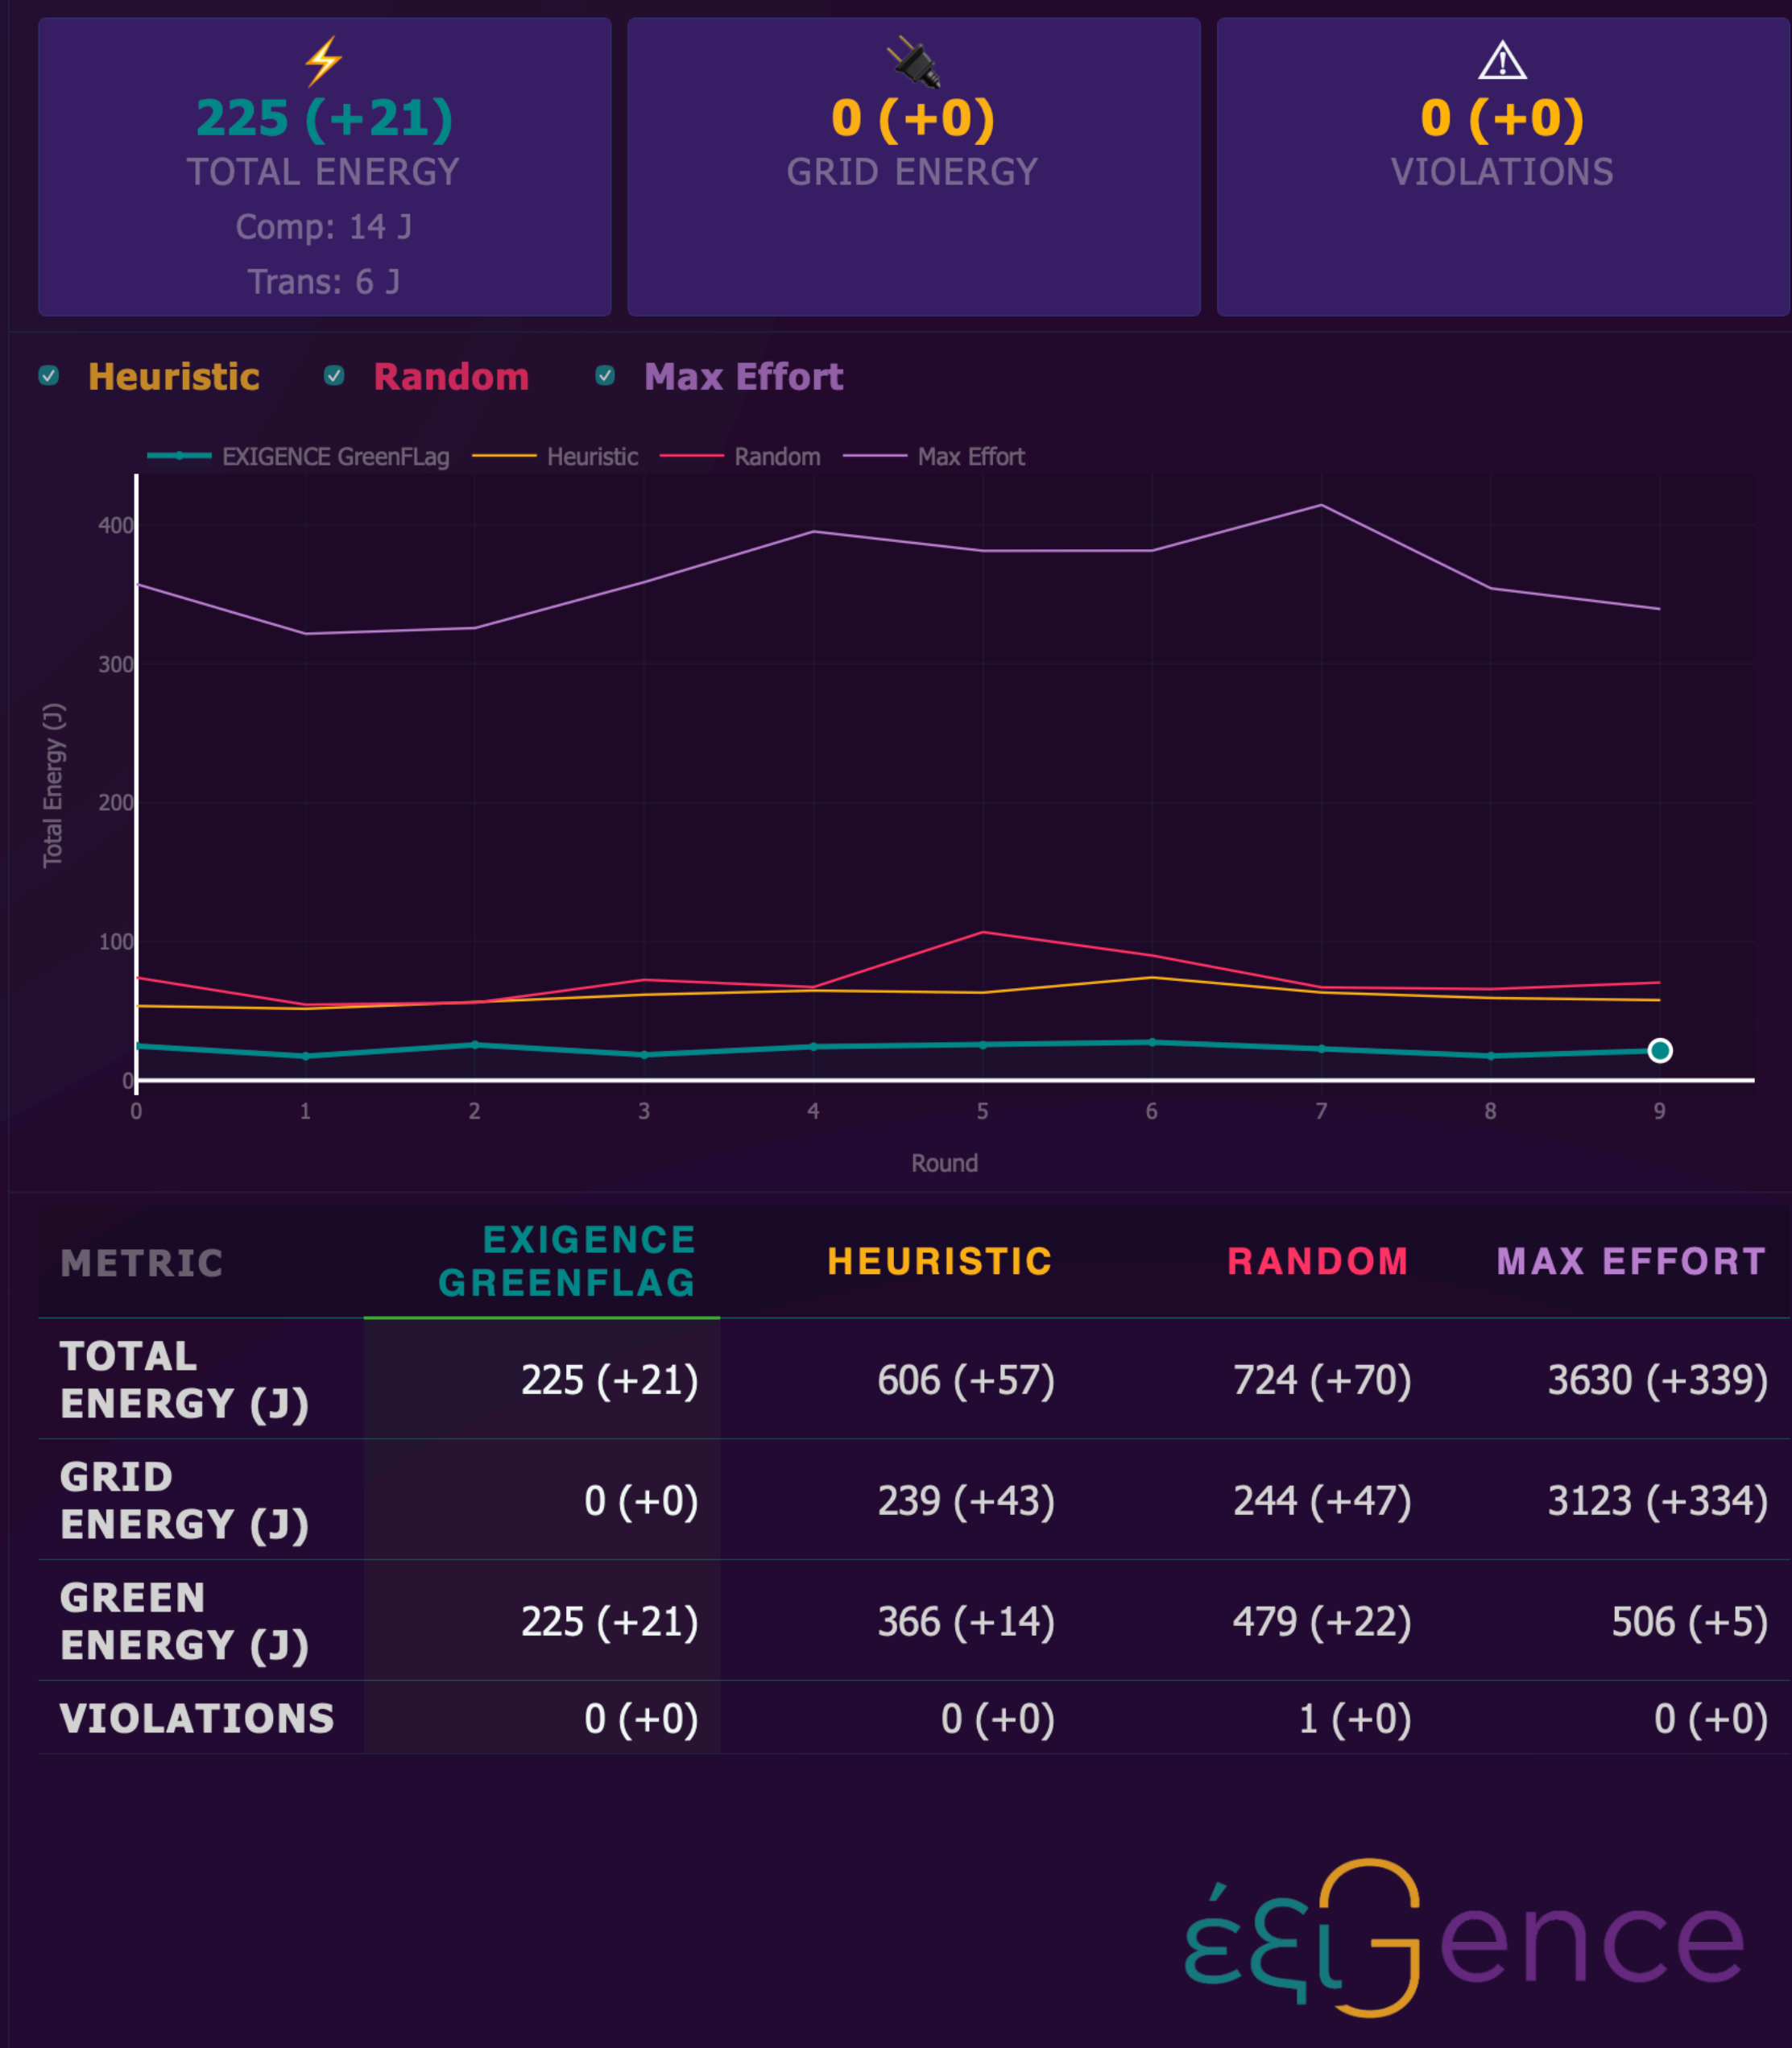 225 (+21)
TOTAL ENERGY
Comp: 14 J
Trans: 6 J
0 (+0)
GRID ENERGY
0 (+0)
VIOLATIONS
Heuristic
Random
Max Effort
EXIGENCE GreenFLag
Heuristic
Random
Max Effort
400
300
200
100
0
Total Energy (J)
0 1 2 3 4 5 6 7 8 9
Round
METRIC EXIGENCE GREENFLAG HEURISTIC RANDOM MAX EFFORT
TOTAL ENERGY (J) 225 (+21) 606 (+57) 724 (+70) 3630 (+339)
GRID ENERGY (J) 0 (+0) 239 (+43) 244 (+47) 3123 (+334)
GREEN ENERGY (J) 225 (+21) 366 (+14) 479 (+22) 506 (+5)
VIOLATIONS 0 (+0) 0 (+0) 1 (+0) 0 (+0)
έξιGence